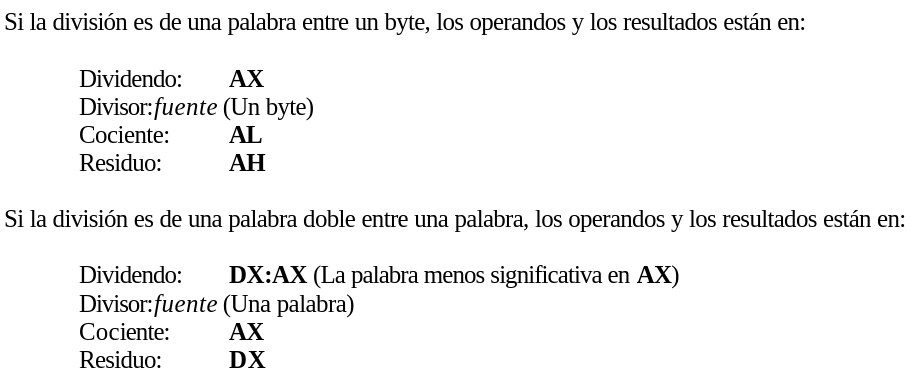 Si la división es de una palabra entre un byte, los operandos y los resultados están en:
Dividendo: AX
Divisor:fuente (Un byte)
Cociente: AL
Residuo: AH
Si la división es de una palabra doble entre una palabra, los operandos y los resultados están en:
Dividendo: DX:AX (La palabra menos significativa en AX)
Divisor:fuente (Una palabra)
Cociente: AX
Residuo: DX